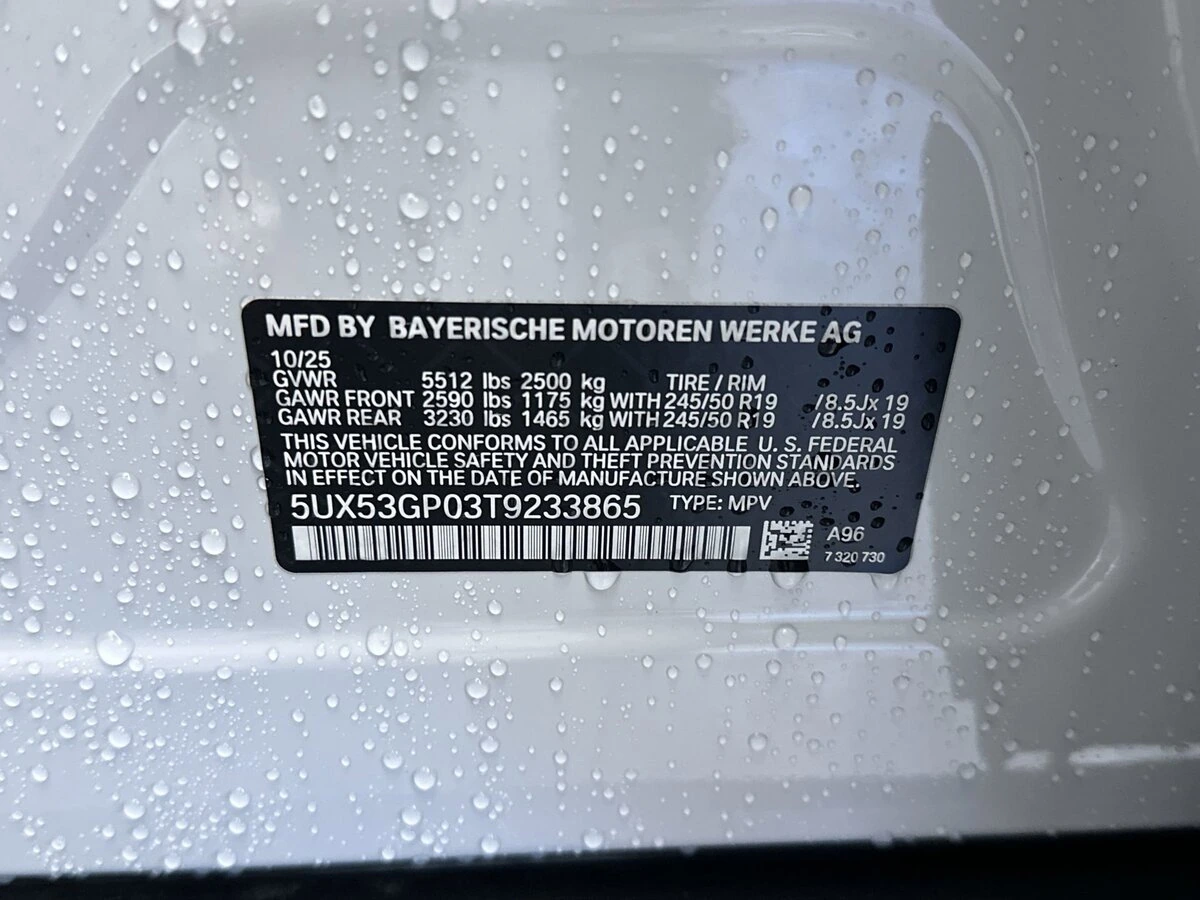 MFD BY BAYERISCHE MOTOREN WERKE AG
10/25
GVWR 5512 lbs 2500 kg TIRE / RIM
GAWR FRONT 2590 lbs 1175 kg WITH 245/50 R19 /8.5Jx 19
GAWR REAR 3230 lbs 1465 kg WITH 245/50 R19 /8.5Jx 19
THIS VEHICLE CONFORMS TO ALL APPLICABLE U. S. FEDERAL
MOTOR VEHICLE SAFETY AND THEFT PREVENTION STANDARDS
IN EFFECT ON THE DATE OF MANUFACTURE SHOWN ABOVE.
5UX53GP03T9233865 TYPE: MPV
A96
7 320 730